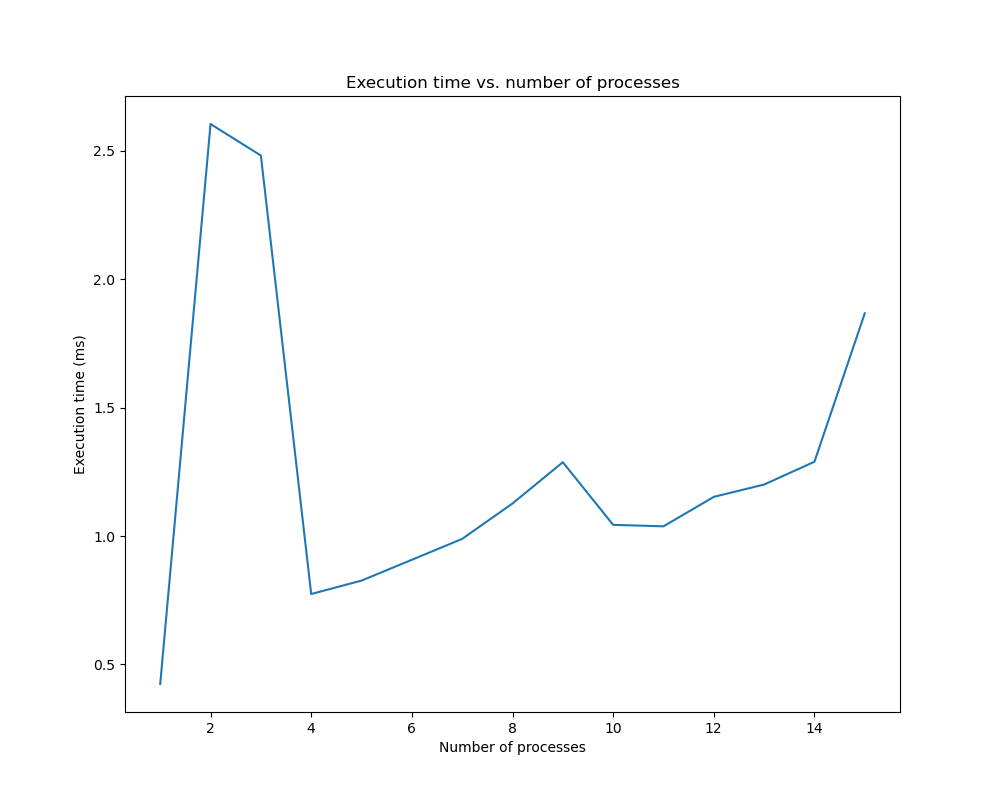 Execution time vs. number of processes
2.5
2.0
1.5
1.0
0.5
Execution time (ms)
2 4 6 8 10 12 14
Number of processes